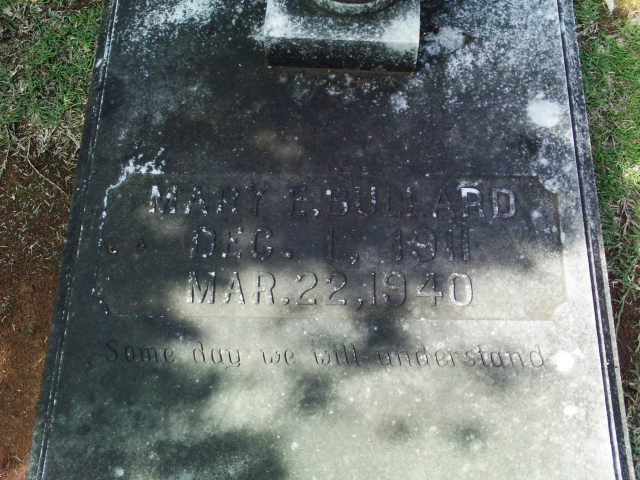 MARY E. BULLARD
DEC. 1, 1911
MAR. 22, 1940
Some day we will understand